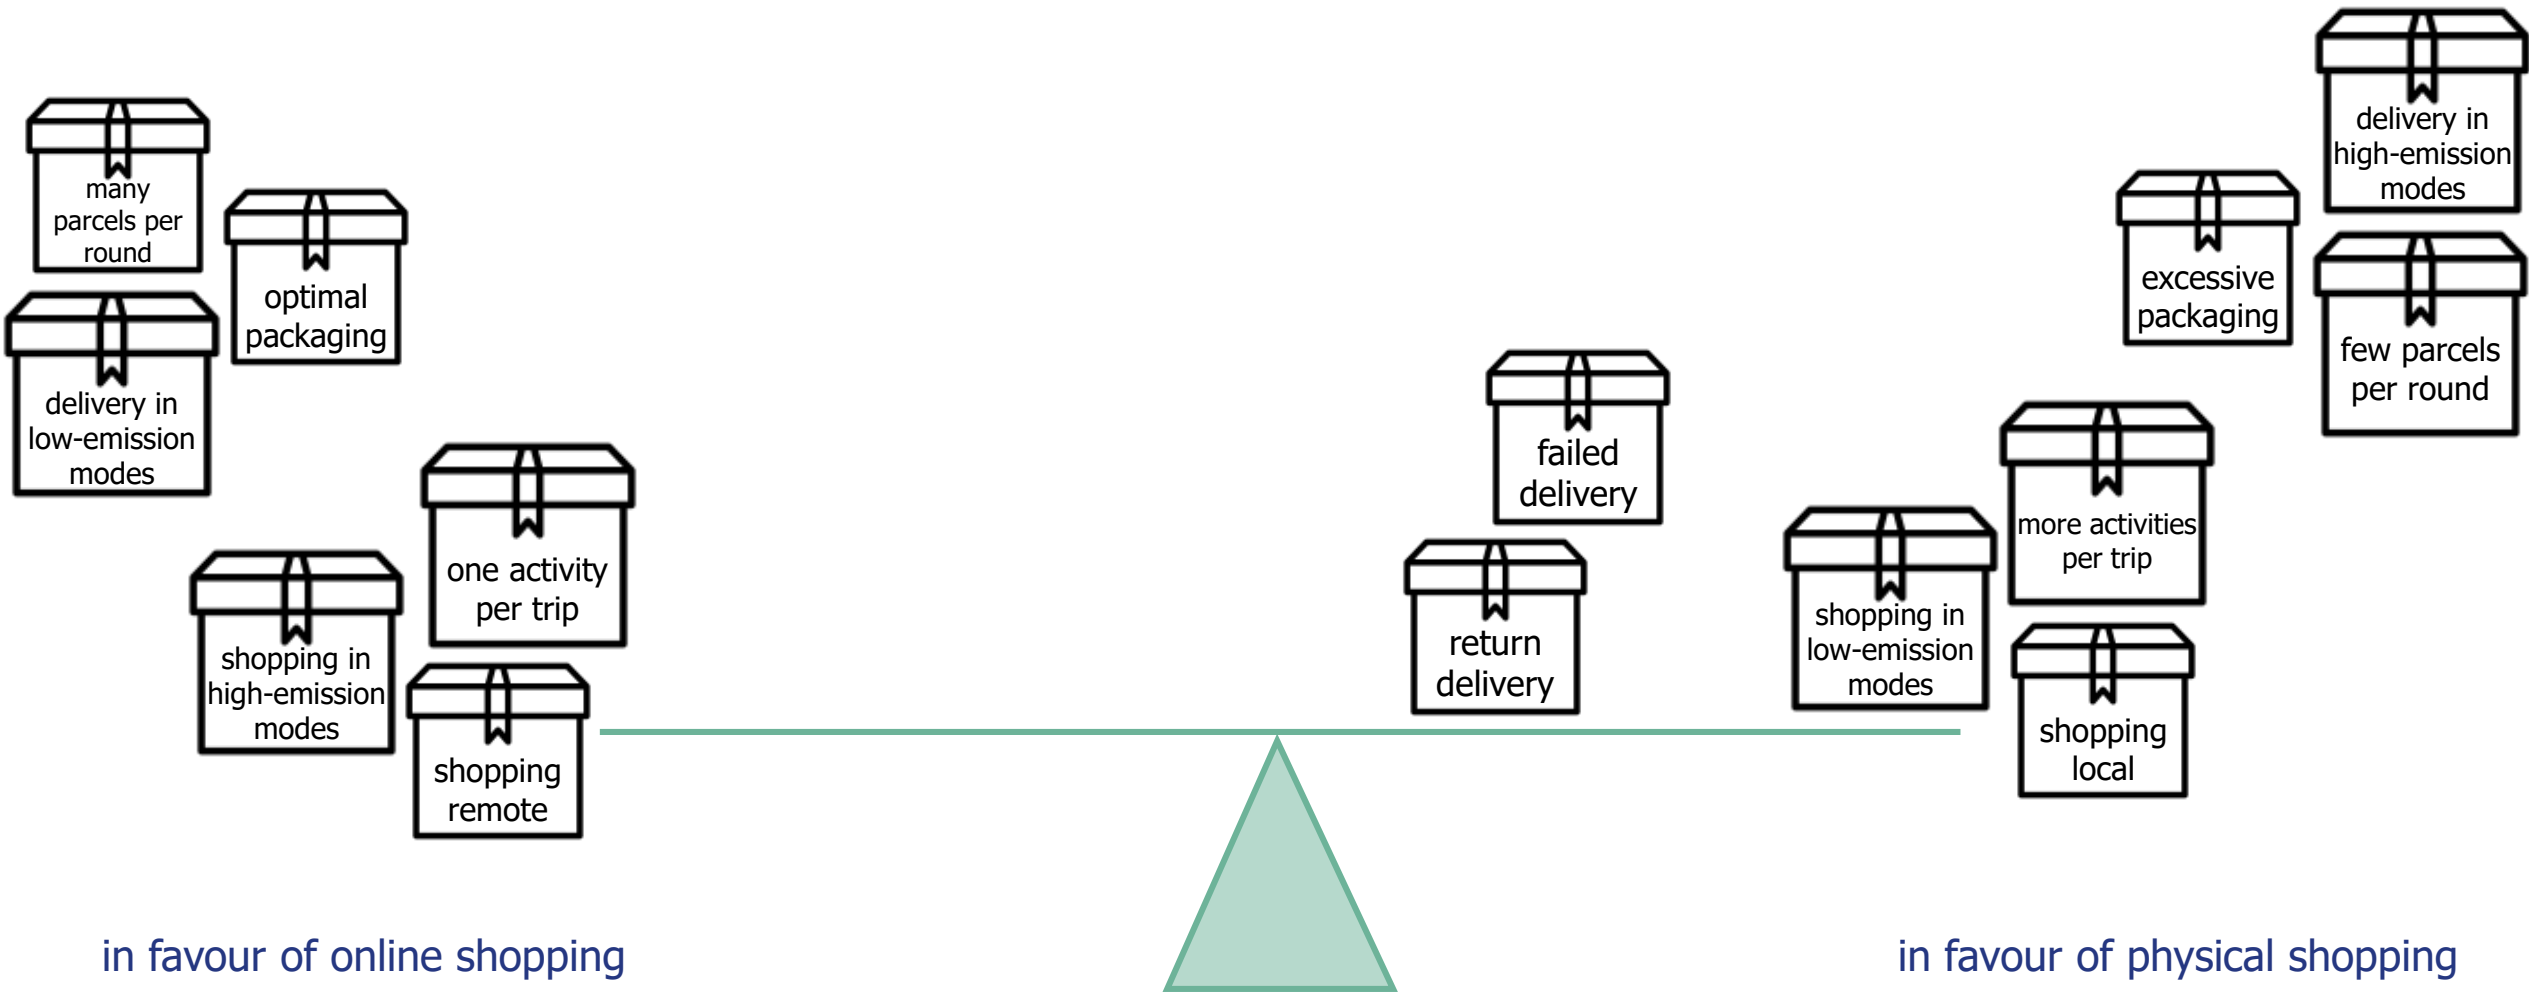 many
parcels per
round
optimal
packaging
delivery in
low-emission
modes
one activity
per trip
shopping in
high-emission
modes
shopping
remote
failed
delivery
return
delivery
delivery in
high-emission
modes
excessive
packaging
few parcels
per round
more activities
per trip
shopping in
low-emission
modes
shopping
local
in favour of online shopping
in favour of physical shopping